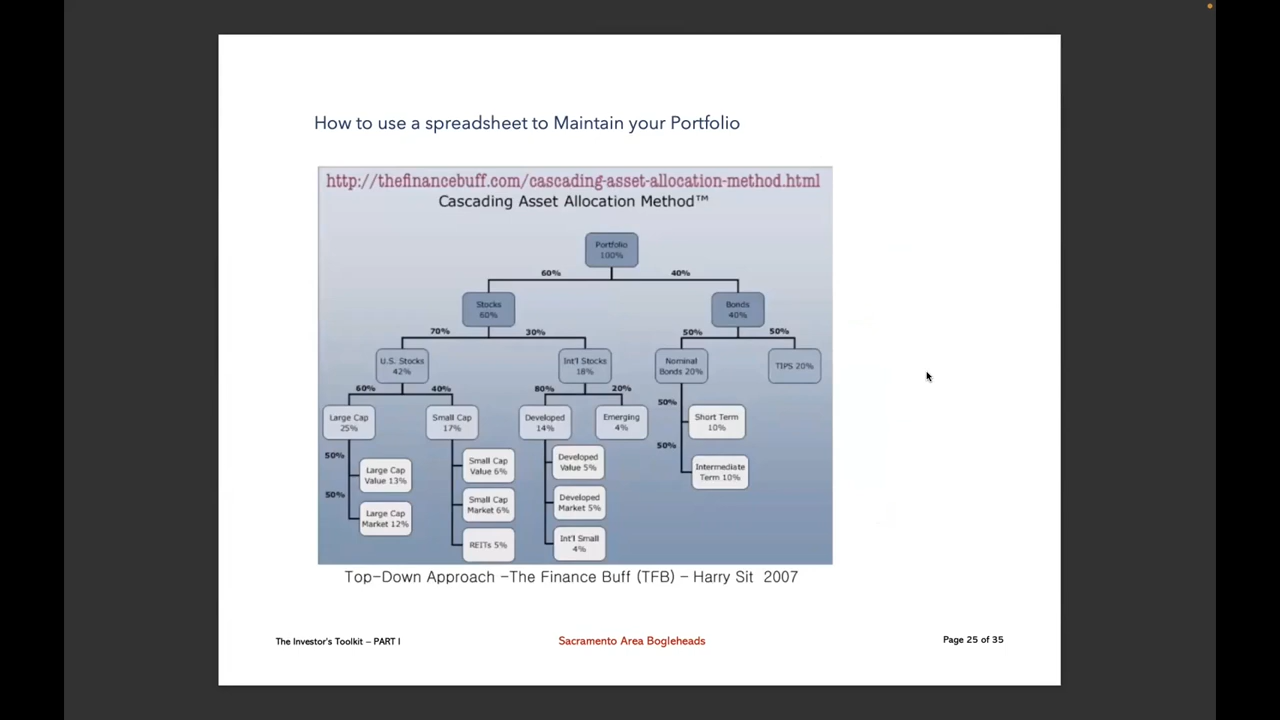 How to use a spreadsheet to Maintain your Portfolio
http://thefinancebuff.com/cascading-asset-allocation-method.html
Cascading Asset Allocation Method™
Portfolio
100%
60%
40%
Stocks
60%
Bonds
40%
70%
30%
50%
50%
U.S. Stocks
42%
Int'l Stocks
18%
Nominal
Bonds 20%
TIPS 20%
60%
40%
80%
20%
Large Cap
25%
Small Cap
17%
Developed
14%
Emerging
4%
50%
Short Term
10%
50%
Intermediate
Term 10%
50%
Large Cap
Value 13%
50%
Large Cap
Market 12%
Small Cap
Value 6%
Small Cap
Market 6%
REITs 5%
Developed
Value 5%
Developed
Market 5%
Int'l Small
4%
Top-Down Approach -The Finance Buff (TFB) - Harry Sit 2007
The Investor's Toolkit – PART I
Sacramento Area Bogleheads
Page 25 of 35